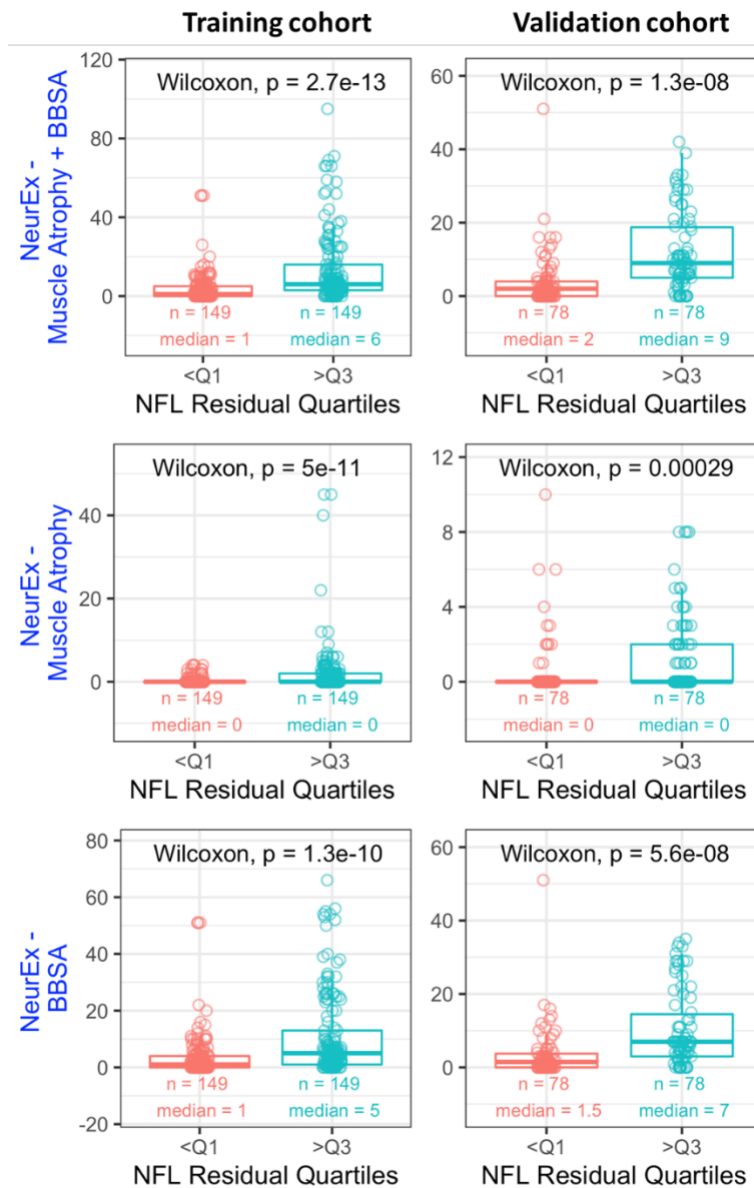 Training cohort
Validation cohort
NeurEx -
Muscle Atrophy + BBSA
120
80
40
0
Wilcoxon, p = 2.7e-13
n = 149
median = 1
n = 149
median = 6
<Q1
>Q3
NFL Residual Quartiles
60
40
20
0
Wilcoxon, p = 1.3e-08
n = 78
median = 2
n = 78
median = 9
<Q1
>Q3
NFL Residual Quartiles
NeurEx -
Muscle Atrophy
40
20
0
Wilcoxon, p = 5e-11
n = 149
median = 0
n = 149
median = 0
<Q1
>Q3
NFL Residual Quartiles
12
8
4
0
Wilcoxon, p = 0.00029
n = 78
median = 0
n = 78
median = 0
<Q1
>Q3
NFL Residual Quartiles
NeurEx -
BBSA
80
60
40
20
0
-20
Wilcoxon, p = 1.3e-10
n = 149
median = 1
n = 149
median = 5
<Q1
>Q3
NFL Residual Quartiles
60
40
20
0
Wilcoxon, p = 5.6e-08
n = 78
median = 1.5
n = 78
median = 7
<Q1
>Q3
NFL Residual Quartiles